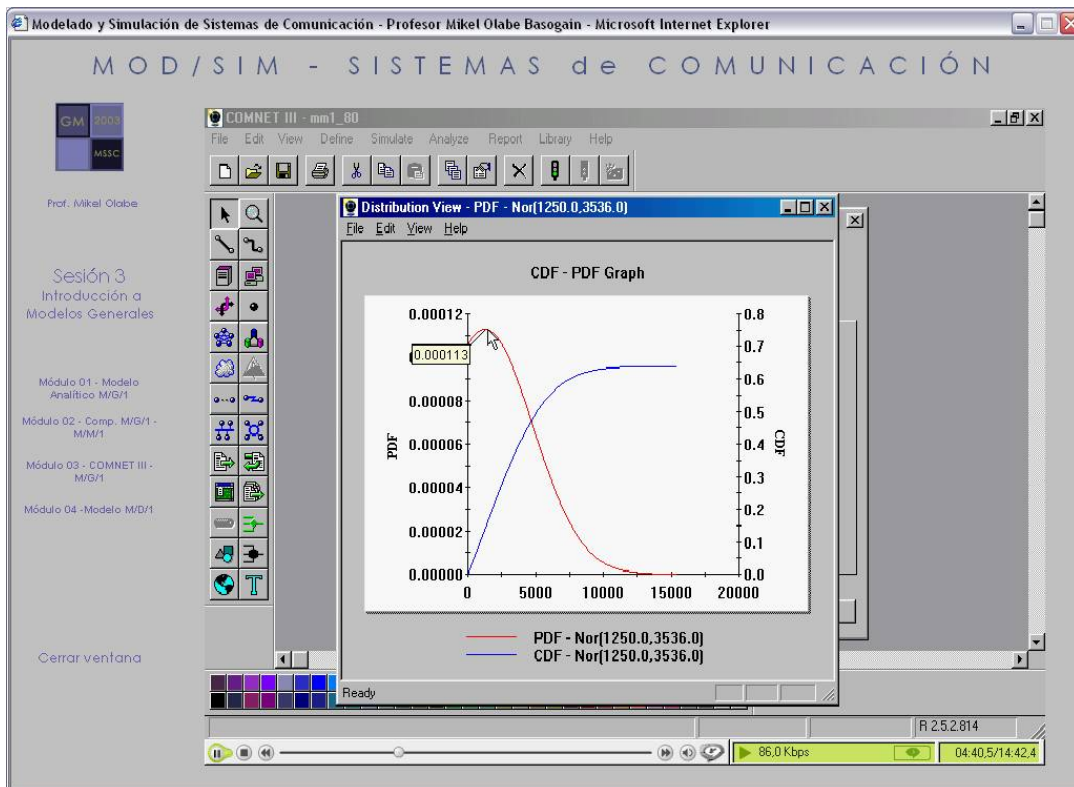 Modelado y Simulación de Sistemas de Comunicación - Profesor Mikel Olabe Basogain - Microsoft Internet Explorer
MOD/SIM - SISTEMAS de COMUNICACIÓN
GM 2003
MSSC
Prof. Mikel Olabe
Sesión 3
Introducción a
Modelos Generales
Módulo 01 - Modelo
Analítico M/G/1
Módulo 02 - Comp. M/G/1 -
M/M/1
Módulo 03 - COMNET III -
M/G/1
Módulo 04 -Modelo M/D/1
Cerrar ventana
COMNET III - mm1_80
File Edit View Define Simulate Analyze Report Library Help
Distribution View - PDF - Nor(1250.0,3536.0)
File Edit View Help
CDF - PDF Graph
0.00012
0.000113
0.00008
0.00006
0.00004
0.00002
0.00000
PDF
0.8
0.7
0.6
0.5
0.4
0.3
0.2
0.1
0.0
CDF
0 5000 10000 15000 20000
PDF - Nor(1250.0,3536.0)
CDF - Nor(1250.0,3536.0)
Ready
R 2.5.2.814
86,0 Kbps
04:40,5/14:42,4